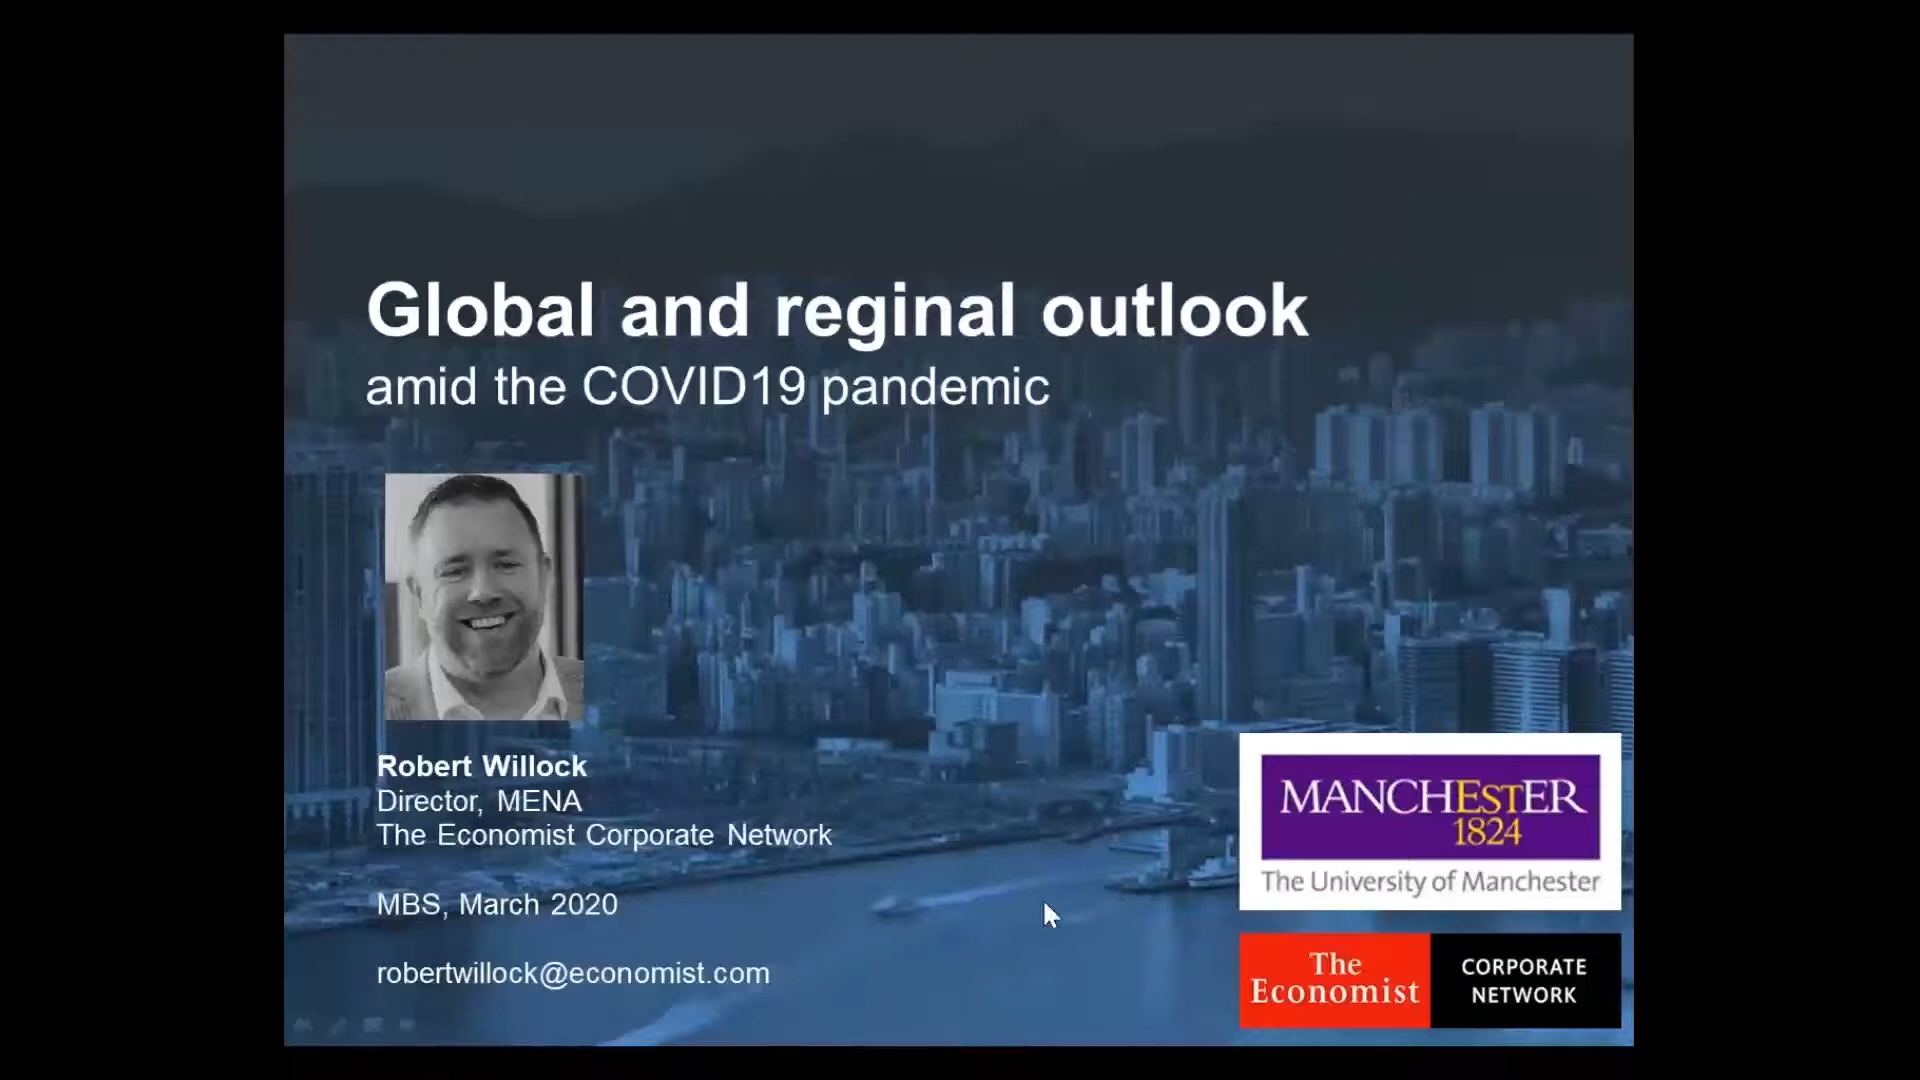 Global and reginal outlook
amid the COVID19 pandemic
Robert Willock
Director, MENA
The Economist Corporate Network
MBS, March 2020
robertwillock@economist.com
MANCHESTER
1824
The University of Manchester
The
Economist
CORPORATE
NETWORK